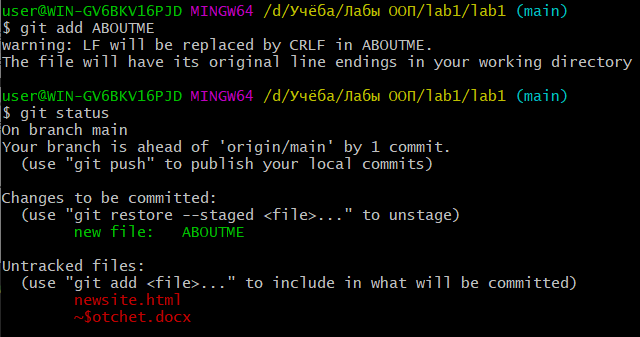 user@WIN-GV6BKV16PJD MINGW64 /d/Учёба/Лабы ООП/lab1/lab1 (main)
$ git add ABOUTME
warning: LF will be replaced by CRLF in ABOUTME.
The file will have its original line endings in your working directory

user@WIN-GV6BKV16PJD MINGW64 /d/Учёба/Лабы ООП/lab1/lab1 (main)
$ git status
On branch main
Your branch is ahead of 'origin/main' by 1 commit.
  (use "git push" to publish your local commits)

Changes to be committed:
  (use "git restore --staged <file>..." to unstage)
        new file:   ABOUTME

Untracked files:
  (use "git add <file>..." to include in what will be committed)
        newsite.html
        ~$otchet.docx